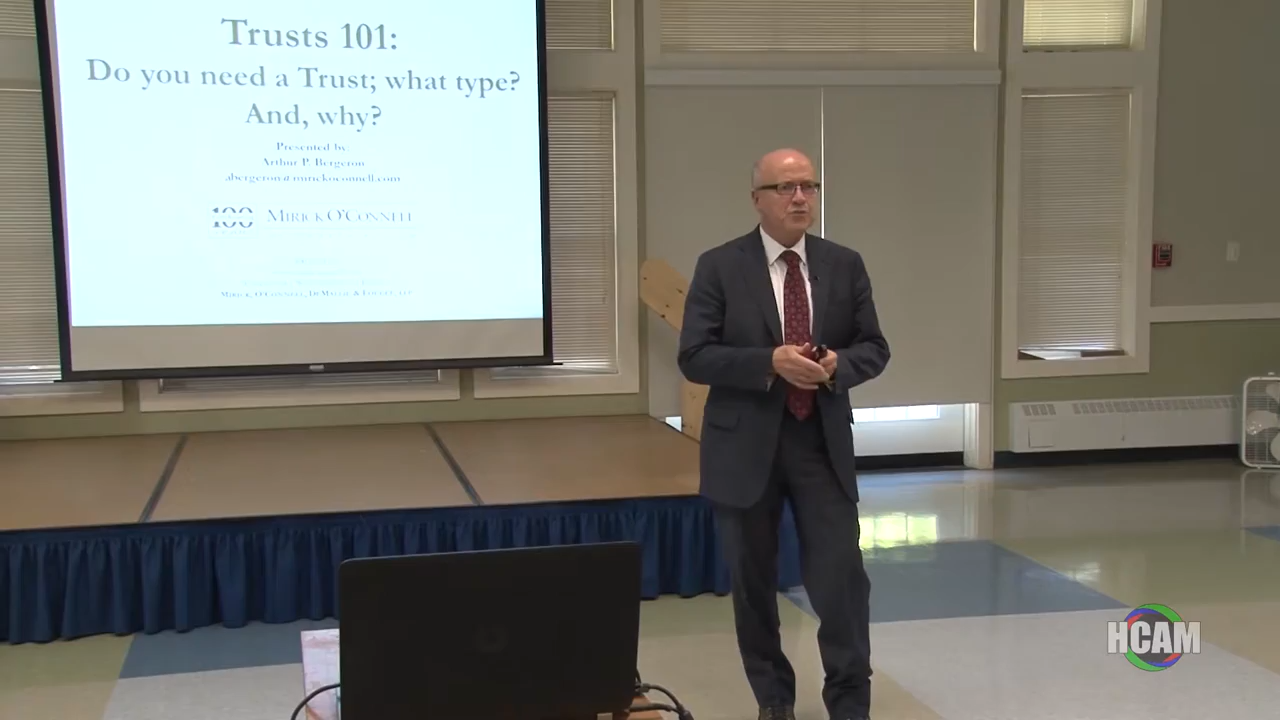 Trusts 101:
Do you need a Trust; what type?
And, why?
Presented by:
Arthur P. Bergeron
abergeron@mirickoconnell.com
100 MIRICK O'CONNELL
HCAM